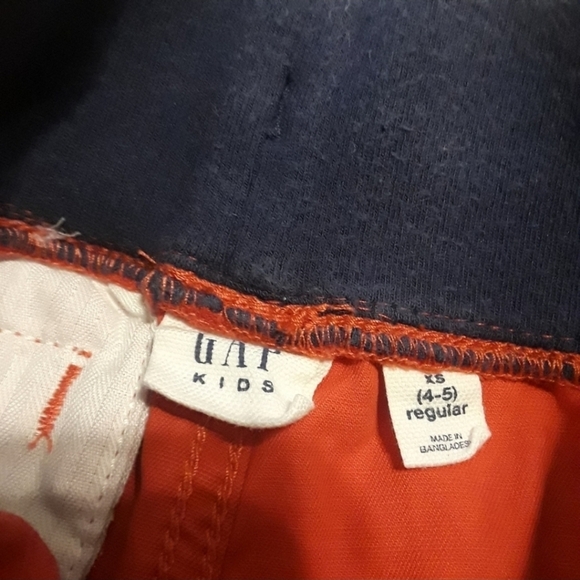 GAP
KIDS
XS
(4-5)
regular
MADE IN
BANGLADESH